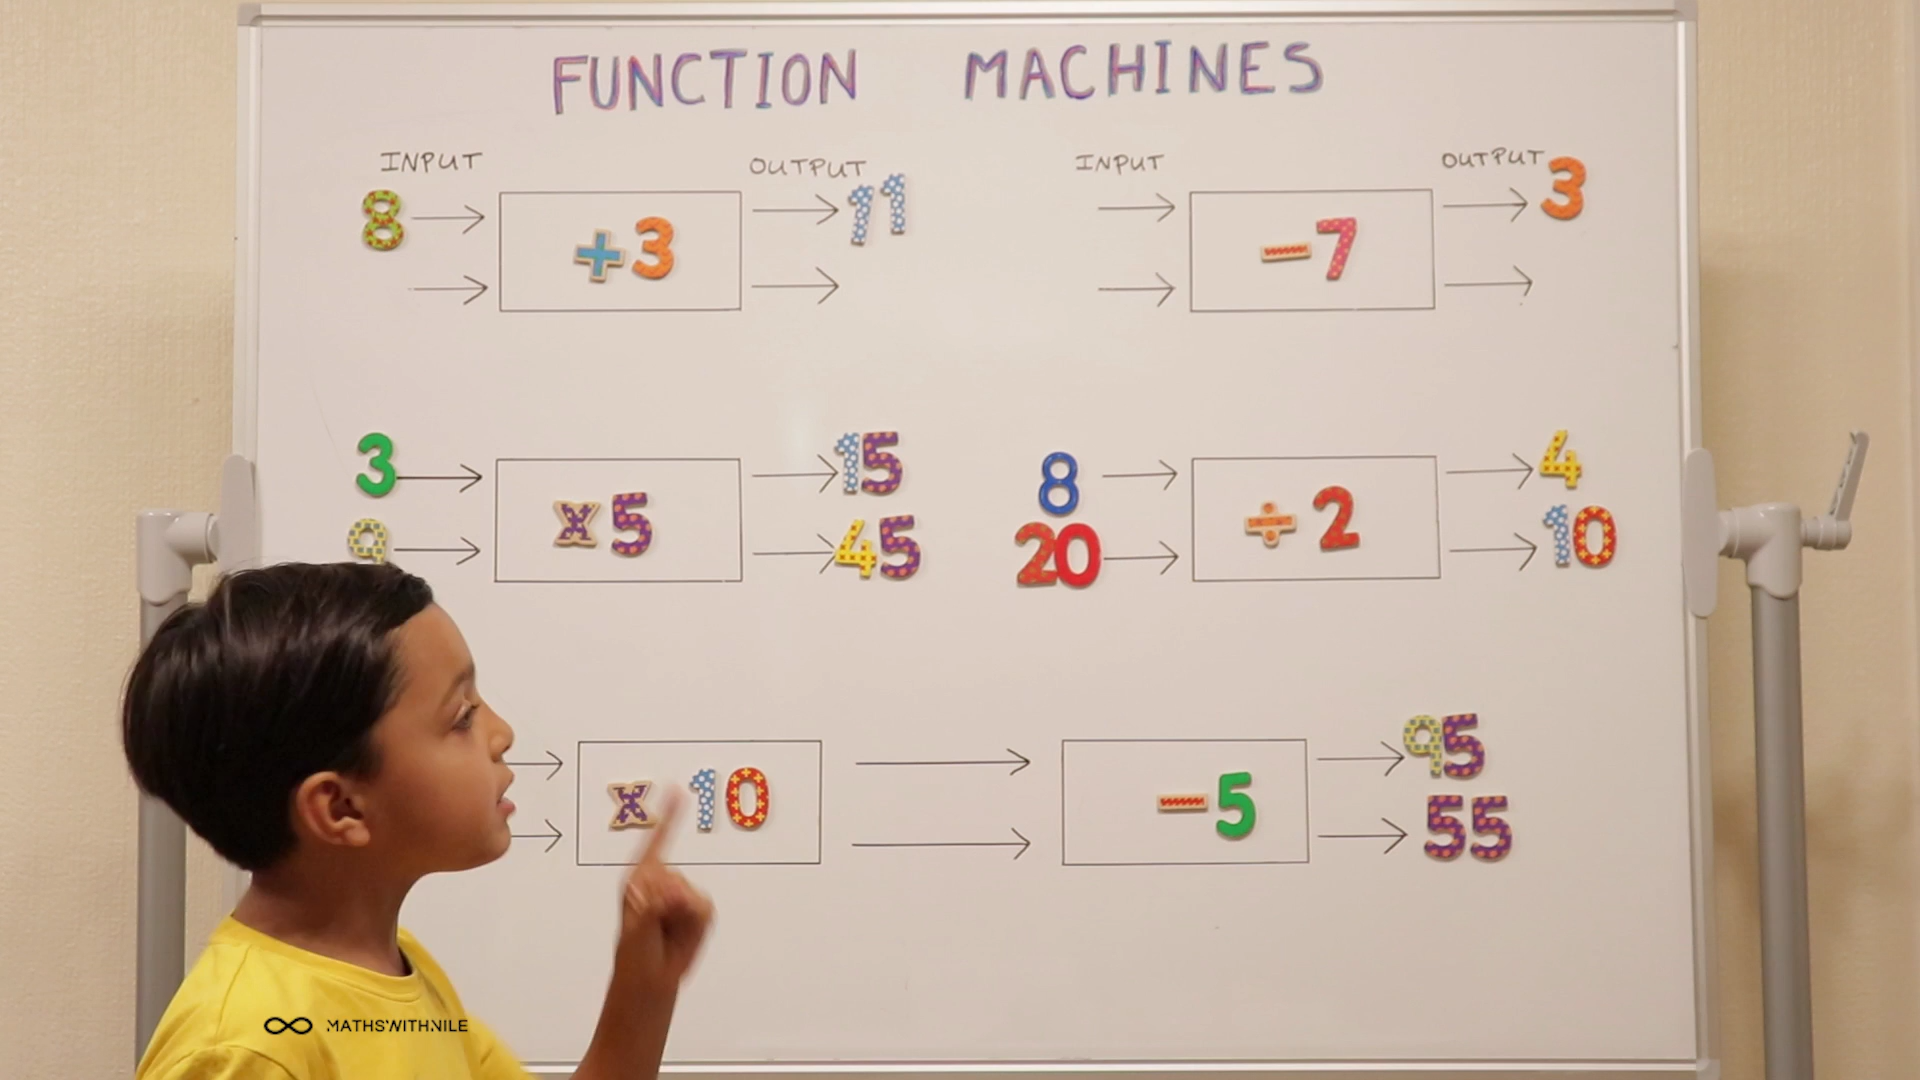 FUNCTION MACHINES
INPUT OUTPUT
8 +3 11
INPUT OUTPUT
-7 3
3 15
x5
9 45
8 4
÷2
20 10
x 10 -5 95
55
MATHSWITHNILE